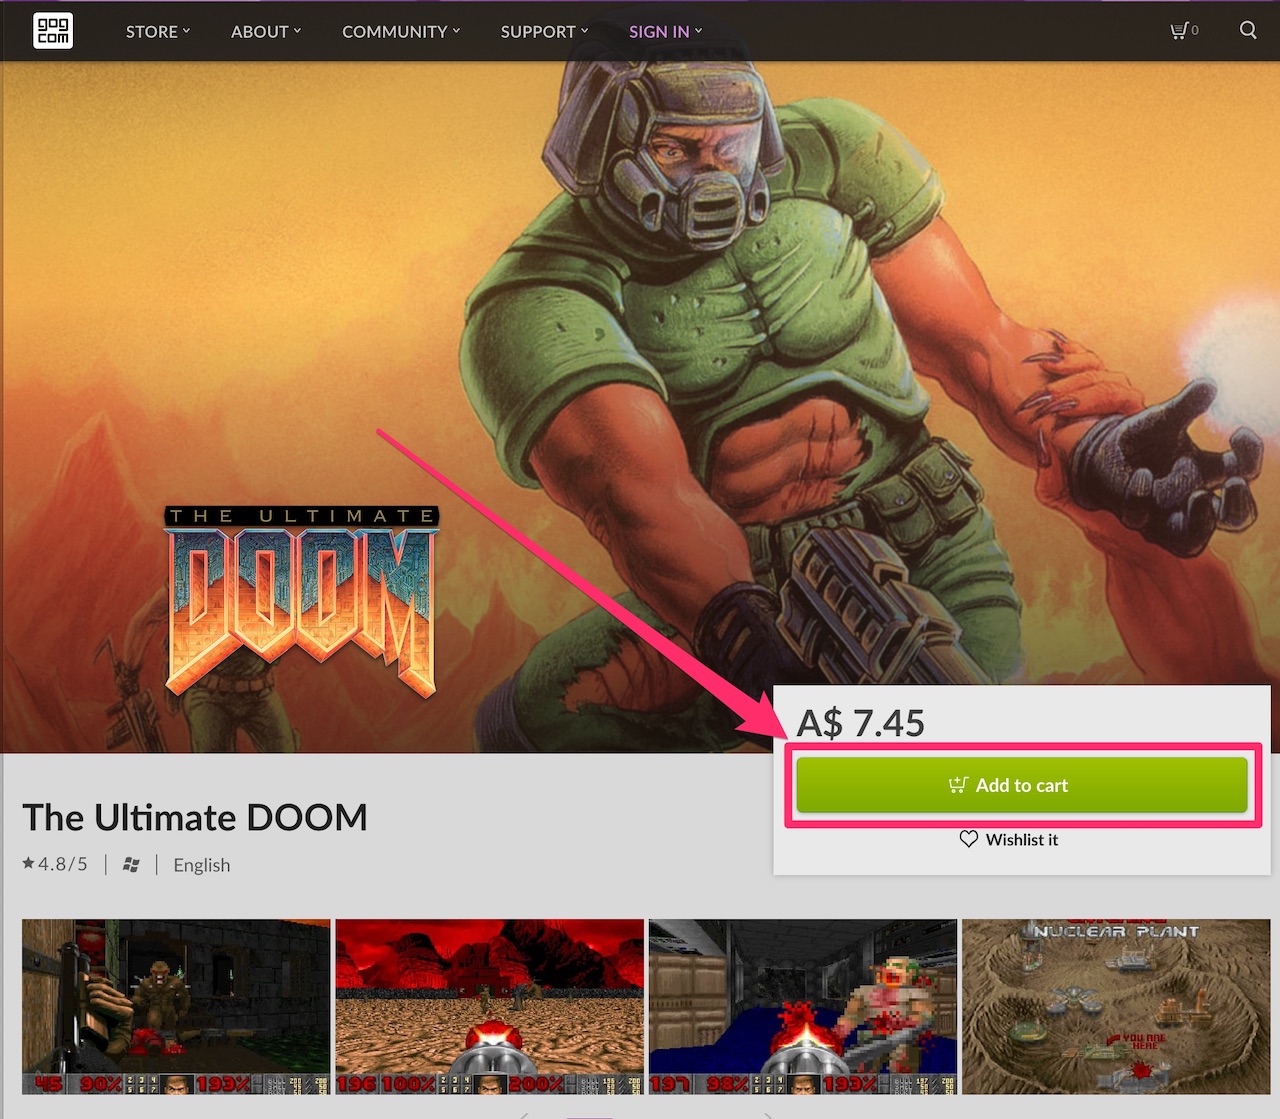 gog
com
STORE
ABOUT
COMMUNITY
SUPPORT
SIGN IN
0
THE ULTIMATE
DOOM
A$ 7.45
Add to cart
Wishlist it
The Ultimate DOOM
4.8/5
English
NUCLEAR PLANT
YOU ARE
HERE
45 90% 193%
196 100% 200%
197 98% 193%